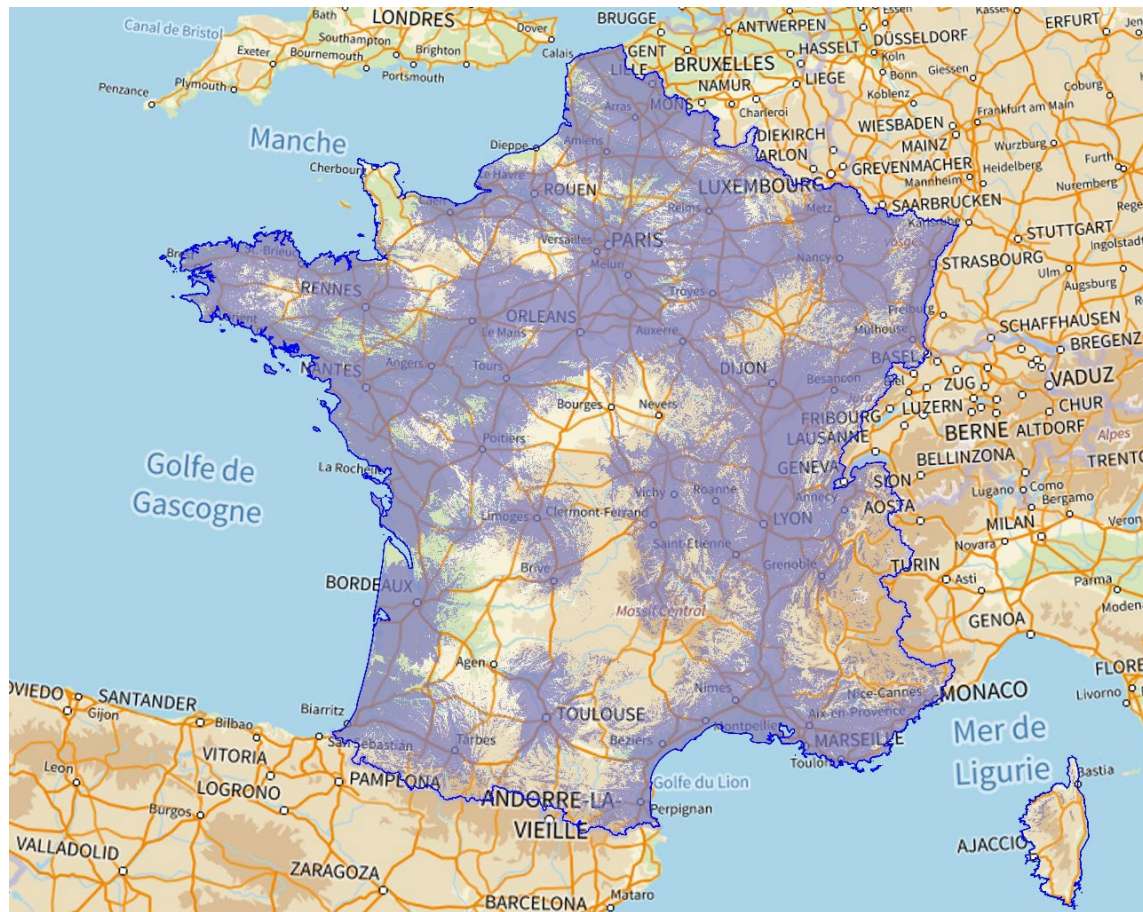 Bath
LONDRES
BRUGGE
ANTWERPEN
Essen
Kassel
ERFURT
Canal de Bristol
Southampton
Dover
GENT
HASSELT
DÜSSELDORF
Exeter
Bournemouth
Brighton
Calais
BRUXELLES
Koln
Giessen
Plymouth
Portsmouth
LILLE
LIEGE
Bonn
Penzance
NAMUR
Koblenz
Coburg
Arras
MONS
Charleroi
Frankfurt am Main
Manche
Dieppe
Amiens
DIEKIRCH
WIESBADEN
MAINZ
Wurzburg
Cherbourg
Le Havre
ARLON
GREVENMACHER
Heidelberg
Furth
ROUEN
LUXEMBOURG
Mannheim
Nuremberg
Caen
Reims
Metz
SAARBRUCKEN
Karlsruhe
Versailles
PARIS
STUTTGART
Ingolstadt
Brest
St.-Brieuc
Melun
Nancy
Vosges
STRASBOURG
Ulm
RENNES
Troyes
Augsburg
Lorient
ORLEANS
Freiburg
SCHAFFHAUSEN
Le Mans
Auxerre
Mulhouse
BASEL
BREGENZ
NANTES
Angers
Tours
DIJON
Besançon
Biel
ZUG
VADUZ
Bourges
Nevers
FRIBOURG
LUZERN
CHUR
LAUSANNE
BERNE
ALTDORF
Alpes
Golfe de
Gascogne
La Rochelle
Poitiers
GENEVA
BELLINZONA
TRENTO
Vichy
Roanne
Annecy
SION
Lugano
Como
Limoges
Clermont-Ferrand
LYON
AOSTA
Bergamo
MILAN
Verona
Saint-Etienne
Novara
BORDEAUX
Brive
Grenoble
TURIN
Asti
Parma
Massif Central
Modena
GENOA
Agen
OVIEDO
SANTANDER
Biarritz
Nimes
Nice-Cannes
MONACO
FLORE
Gijon
Bilbao
TOULOUSE
Montpellier
Aix-en-Provence
Livorno
VITORIA
San Sebastián
Tarbes
Béziers
MARSEILLE
Mer de
Ligurie
Leon
LOGRONO
PAMPLONA
Golfe du Lion
Toulon
Bastia
Burgos
ANDORRE-LA-
VIEILLE
Perpignan
VALLADOLID
ZARAGOZA
AJACCIO
BARCELONA
Mataro